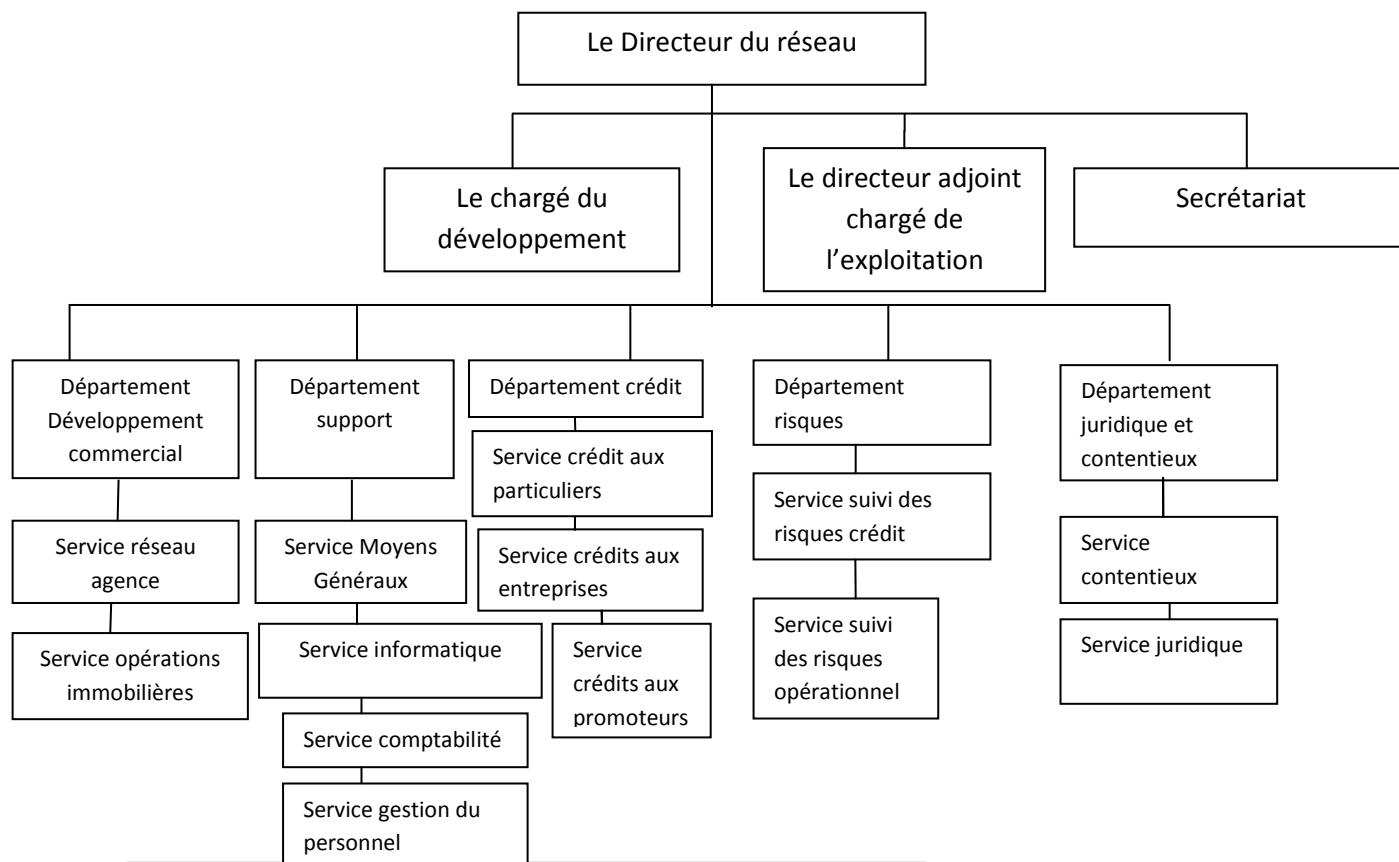 Le Directeur du réseau
Le chargé du
développement
Le directeur adjoint
chargé de
l’exploitation
Secrétariat
Département
Développement
commercial
Service réseau
agence
Service opérations
immobilières
Département
support
Service Moyens
Généraux
Service informatique
Service comptabilité
Service gestion du
personnel
Département crédit
Service crédit aux
particuliers
Service crédits aux
entreprises
Service
crédits aux
promoteurs
Département
risques
Service suivi des
risques crédit
Service suivi
des risques
opérationnel
Département
juridique et
contentieux
Service
contentieux
Service juridique